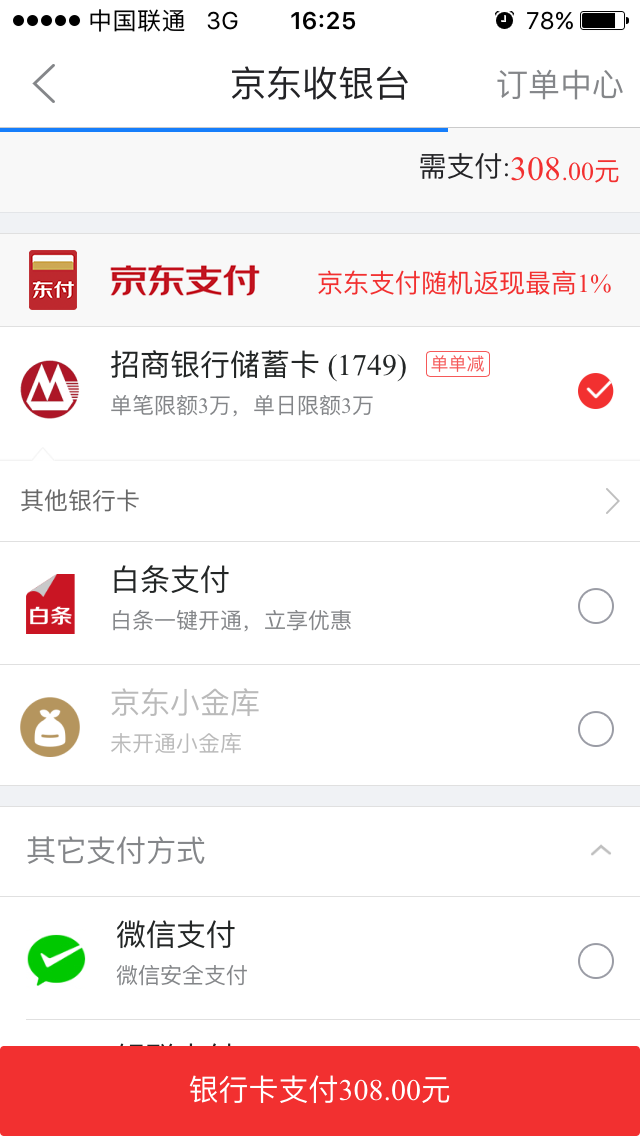 中国联通 3G 16:25 78%
京东收银台 订单中心
需支付:308.00元
东付 京东支付 京东支付随机返现最高1%
招商银行储蓄卡 (1749) 单单减
单笔限额3万，单日限额3万
其他银行卡
白条支付
白条
白条一键开通，立享优惠
京东小金库
未开通小金库
其它支付方式
微信支付
微信安全支付
银行卡支付308.00元